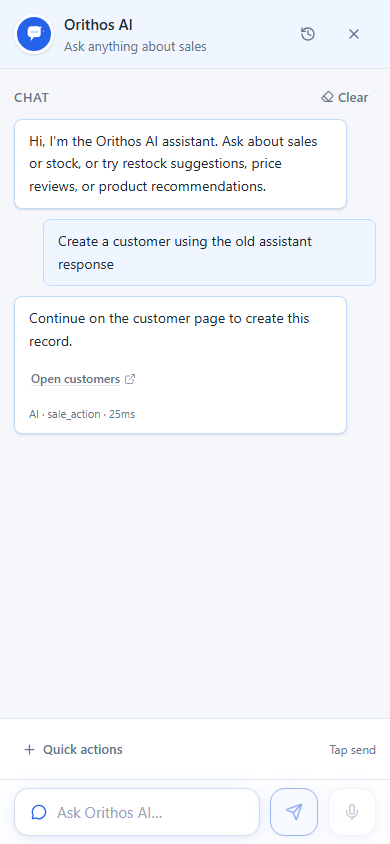 Orithos AI
Ask anything about sales
CHAT
Clear
Hi, I'm the Orithos AI assistant. Ask about sales
or stock, or try restock suggestions, price
reviews, or product recommendations.
Create a customer using the old assistant
response
Continue on the customer page to create this
record.
Open customers
AI · sale_action · 25ms
Quick actions
Tap send
Ask Orithos AI...